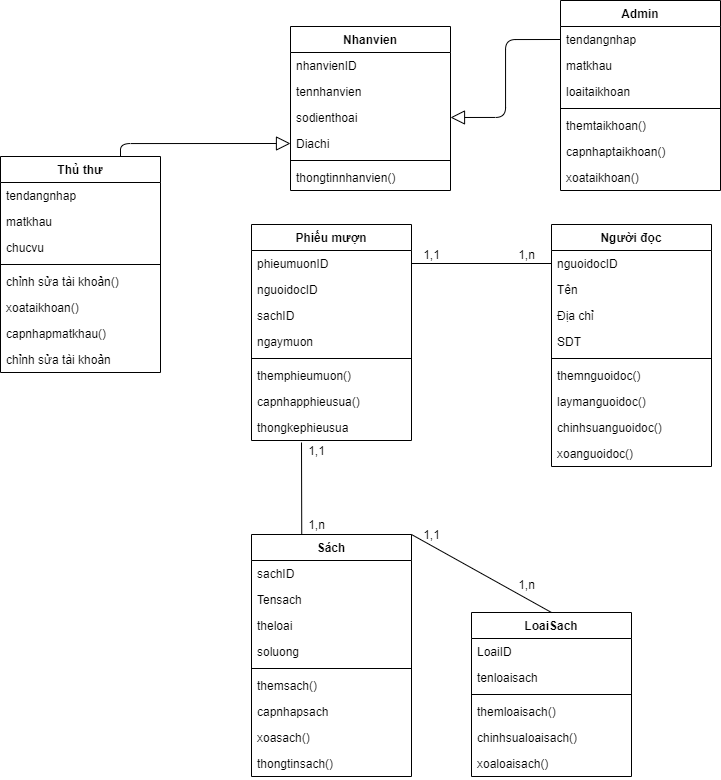 Admin
tendangnhap
matkhau
loaitaikhoan
themtaikhoan()
capnhaptaikhoan()
xoataikhoan()
Nhanvien
nhanvienID
tennhanvien
sodienthoai
Diachi
thongtinnhanvien()
Thủ thư
tendangnhap
matkhau
chucvu
chỉnh sửa tài khoản()
xoataikhoan()
capnhapmatkhau()
chỉnh sửa tài khoản
Phiếu mượn
phieumuonID
nguoidocID
sachID
ngaymuon
themphieumuon()
capnhapphieusua()
thongkephieusua
1,1
1,n
Người đọc
nguoidocID
Tên
Địa chỉ
SDT
themnguoidoc()
laymanguoidoc()
chinhsuanguoidoc()
xoanguoidoc()
1,1
1,n
Sách
sachID
Tensach
theloai
soluong
themsach()
capnhapsach
xoasach()
thongtinsach()
1,1
1,n
LoaiSach
LoaiID
tenloaisach
themloaisach()
chinhsualoaisach()
xoaloaisach()